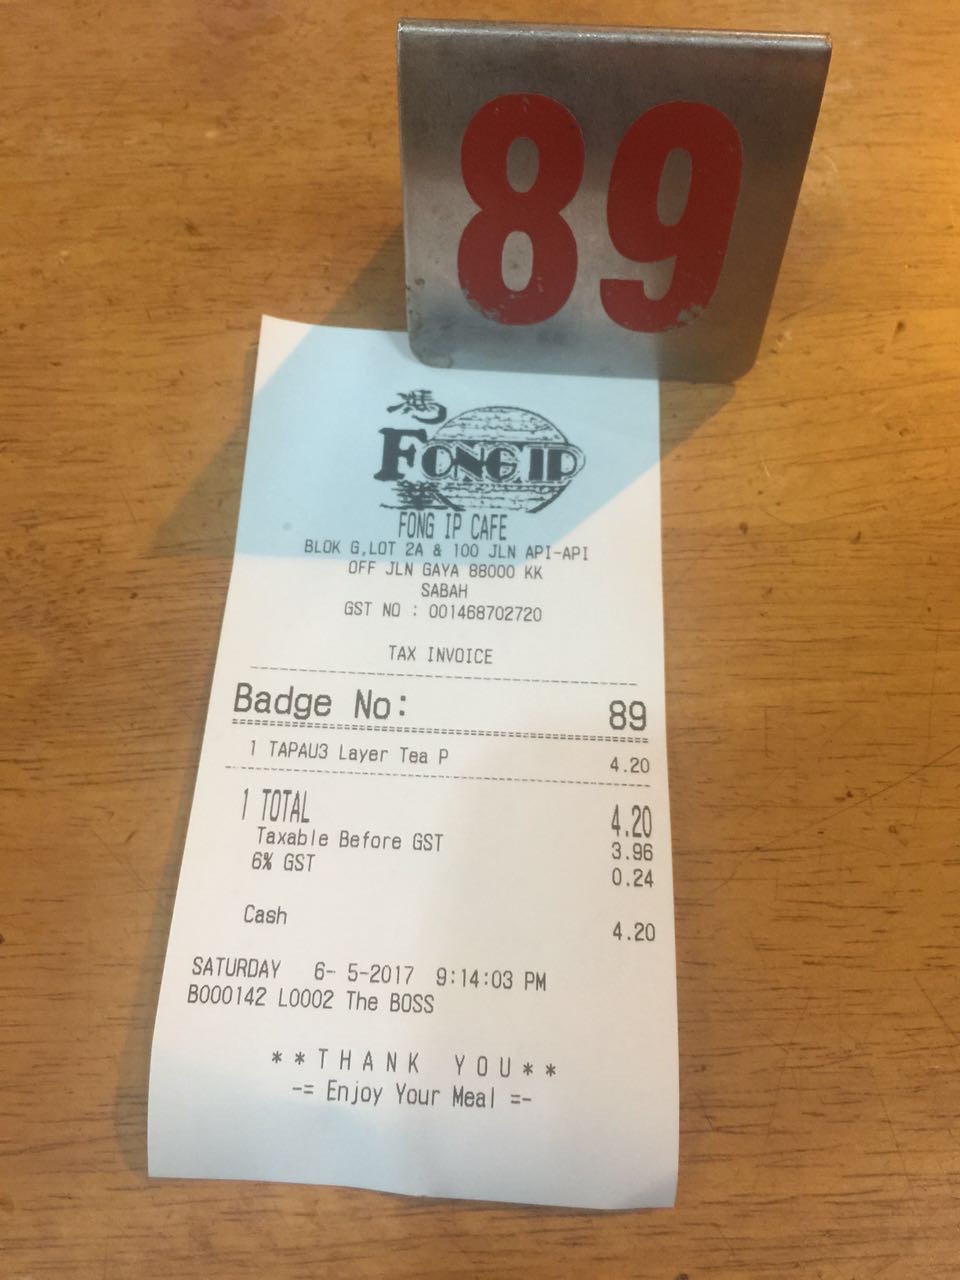 89
馮
FONG IP
華
FONG IP CAFE
BLOK G,LOT 2A & 100 JLN API-API
OFF JLN GAYA 88000 KK
SABAH
GST NO : 001468702720
TAX INVOICE
Badge No: 89
1 TAPAU3 Layer Tea P 4.20
1 TOTAL 4.20
Taxable Before GST 3.96
6% GST 0.24
Cash 4.20
SATURDAY 6- 5-2017 9:14:03 PM
B000142 L0002 The BOSS
**THANK YOU**
-= Enjoy Your Meal =-